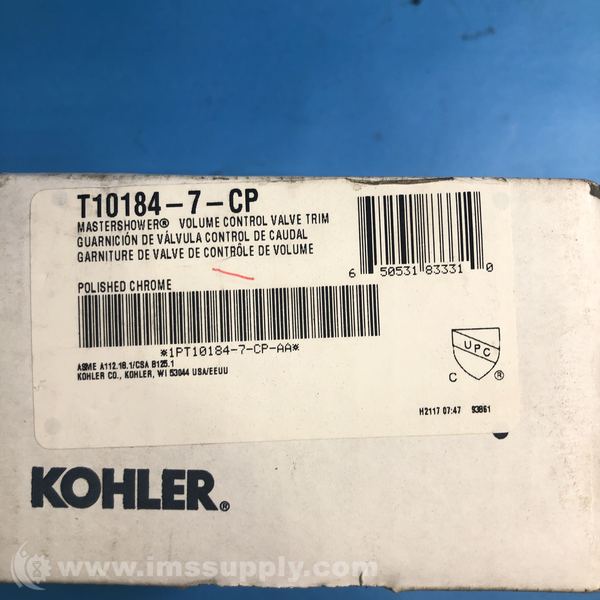 T10184-7-CP
MASTERSHOWER® VOLUME CONTROL VALVE TRIM
GUARNICIÓN DE VÁLVULA CONTROL DE CAUDAL
GARNITURE DE VALVE DE CONTRÔLE DE VOLUME
6 50531 83331 0
POLISHED CHROME
*1PT10184-7-CP-AA*
ASME A112.18.1/CSA B125.1
KOHLER CO., KOHLER, WI 53044 USA/EEUU
UPC
C ®
H2117 07:47 93861
KOHLER®
www.imssupply.com